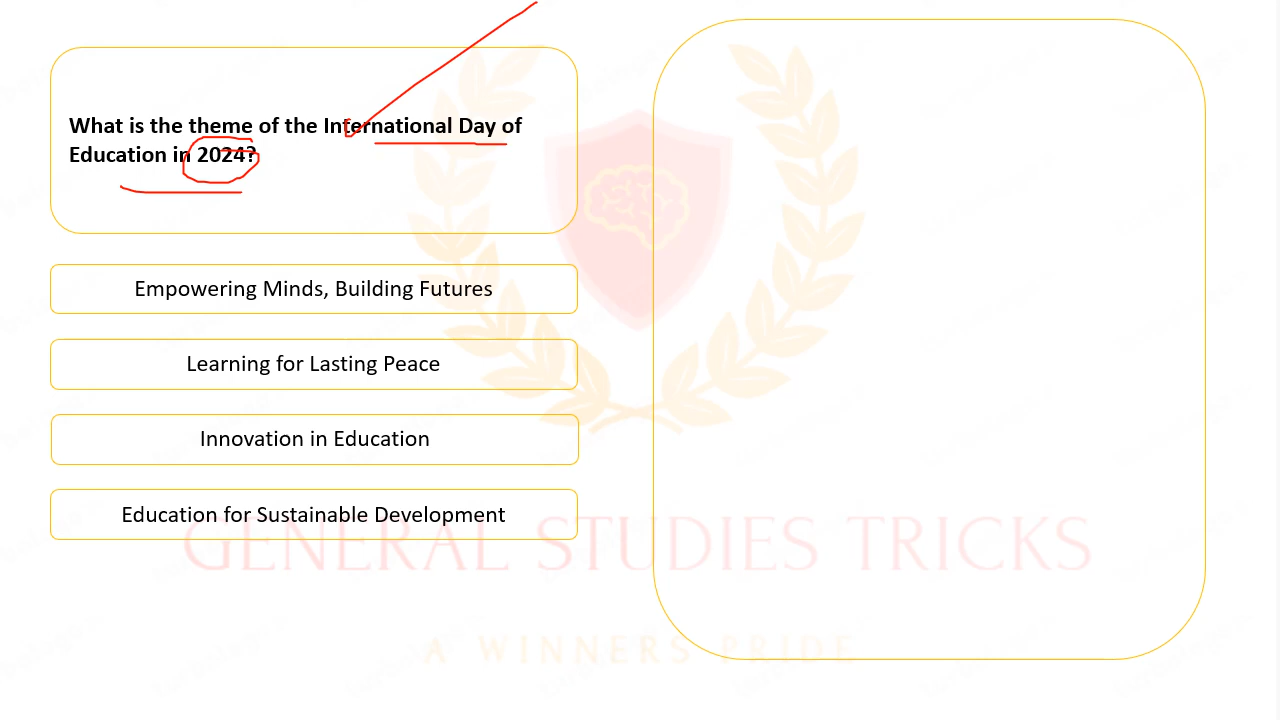 What is the theme of the International Day of
Education in 2024?
Empowering Minds, Building Futures
Learning for Lasting Peace
Innovation in Education
Education for Sustainable Development
GENERAL STUDIES TRICKS
A WINNERS PRIDE